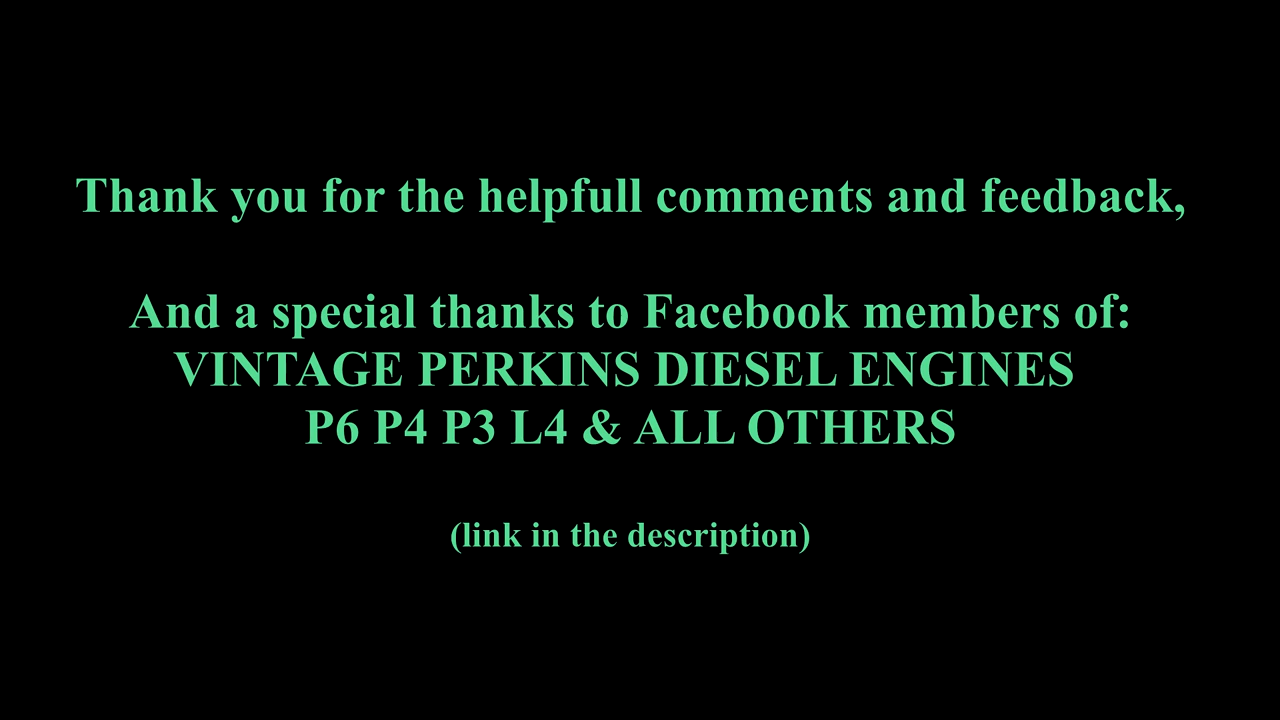 Thank you for the helpfull comments and feedback,
And a special thanks to Facebook members of:
VINTAGE PERKINS DIESEL ENGINES
P6 P4 P3 L4 & ALL OTHERS
(link in the description)